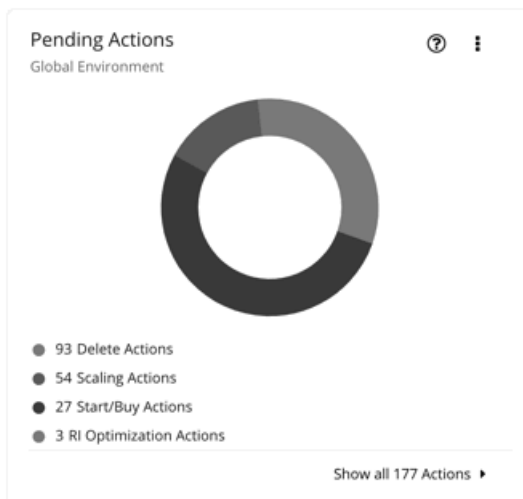 Pending Actions
Global Environment
93 Delete Actions
54 Scaling Actions
27 Start/Buy Actions
3 RI Optimization Actions
Show all 177 Actions